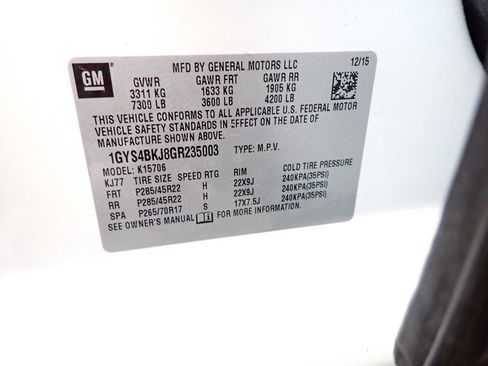 GM
MFD BY GENERAL MOTORS LLC 12/15
GVWR GAWR FRT GAWR RR
3311 KG 1633 KG 1905 KG
7300 LB 3600 LB 4200 LB
THIS VEHICLE CONFORMS TO ALL APPLICABLE U.S. FEDERAL MOTOR
VEHICLE SAFETY STANDARDS IN EFFECT ON THE DATE OF
MANUFACTURE SHOWN ABOVE.
1GYS4BKJ8GR235003 TYPE: M.P.V.
MODEL: K15706
KJ77 TIRE SIZE SPEED RTG RIM COLD TIRE PRESSURE
FRT P285/45R22 H 22X9J 240KPA(35PSI)
RR P285/45R22 H 22X9J 240KPA(35PSI)
SPA P265/70R17 S 17X7.5J 240KPA(35PSI)
SEE OWNER'S MANUAL FOR MORE INFORMATION.